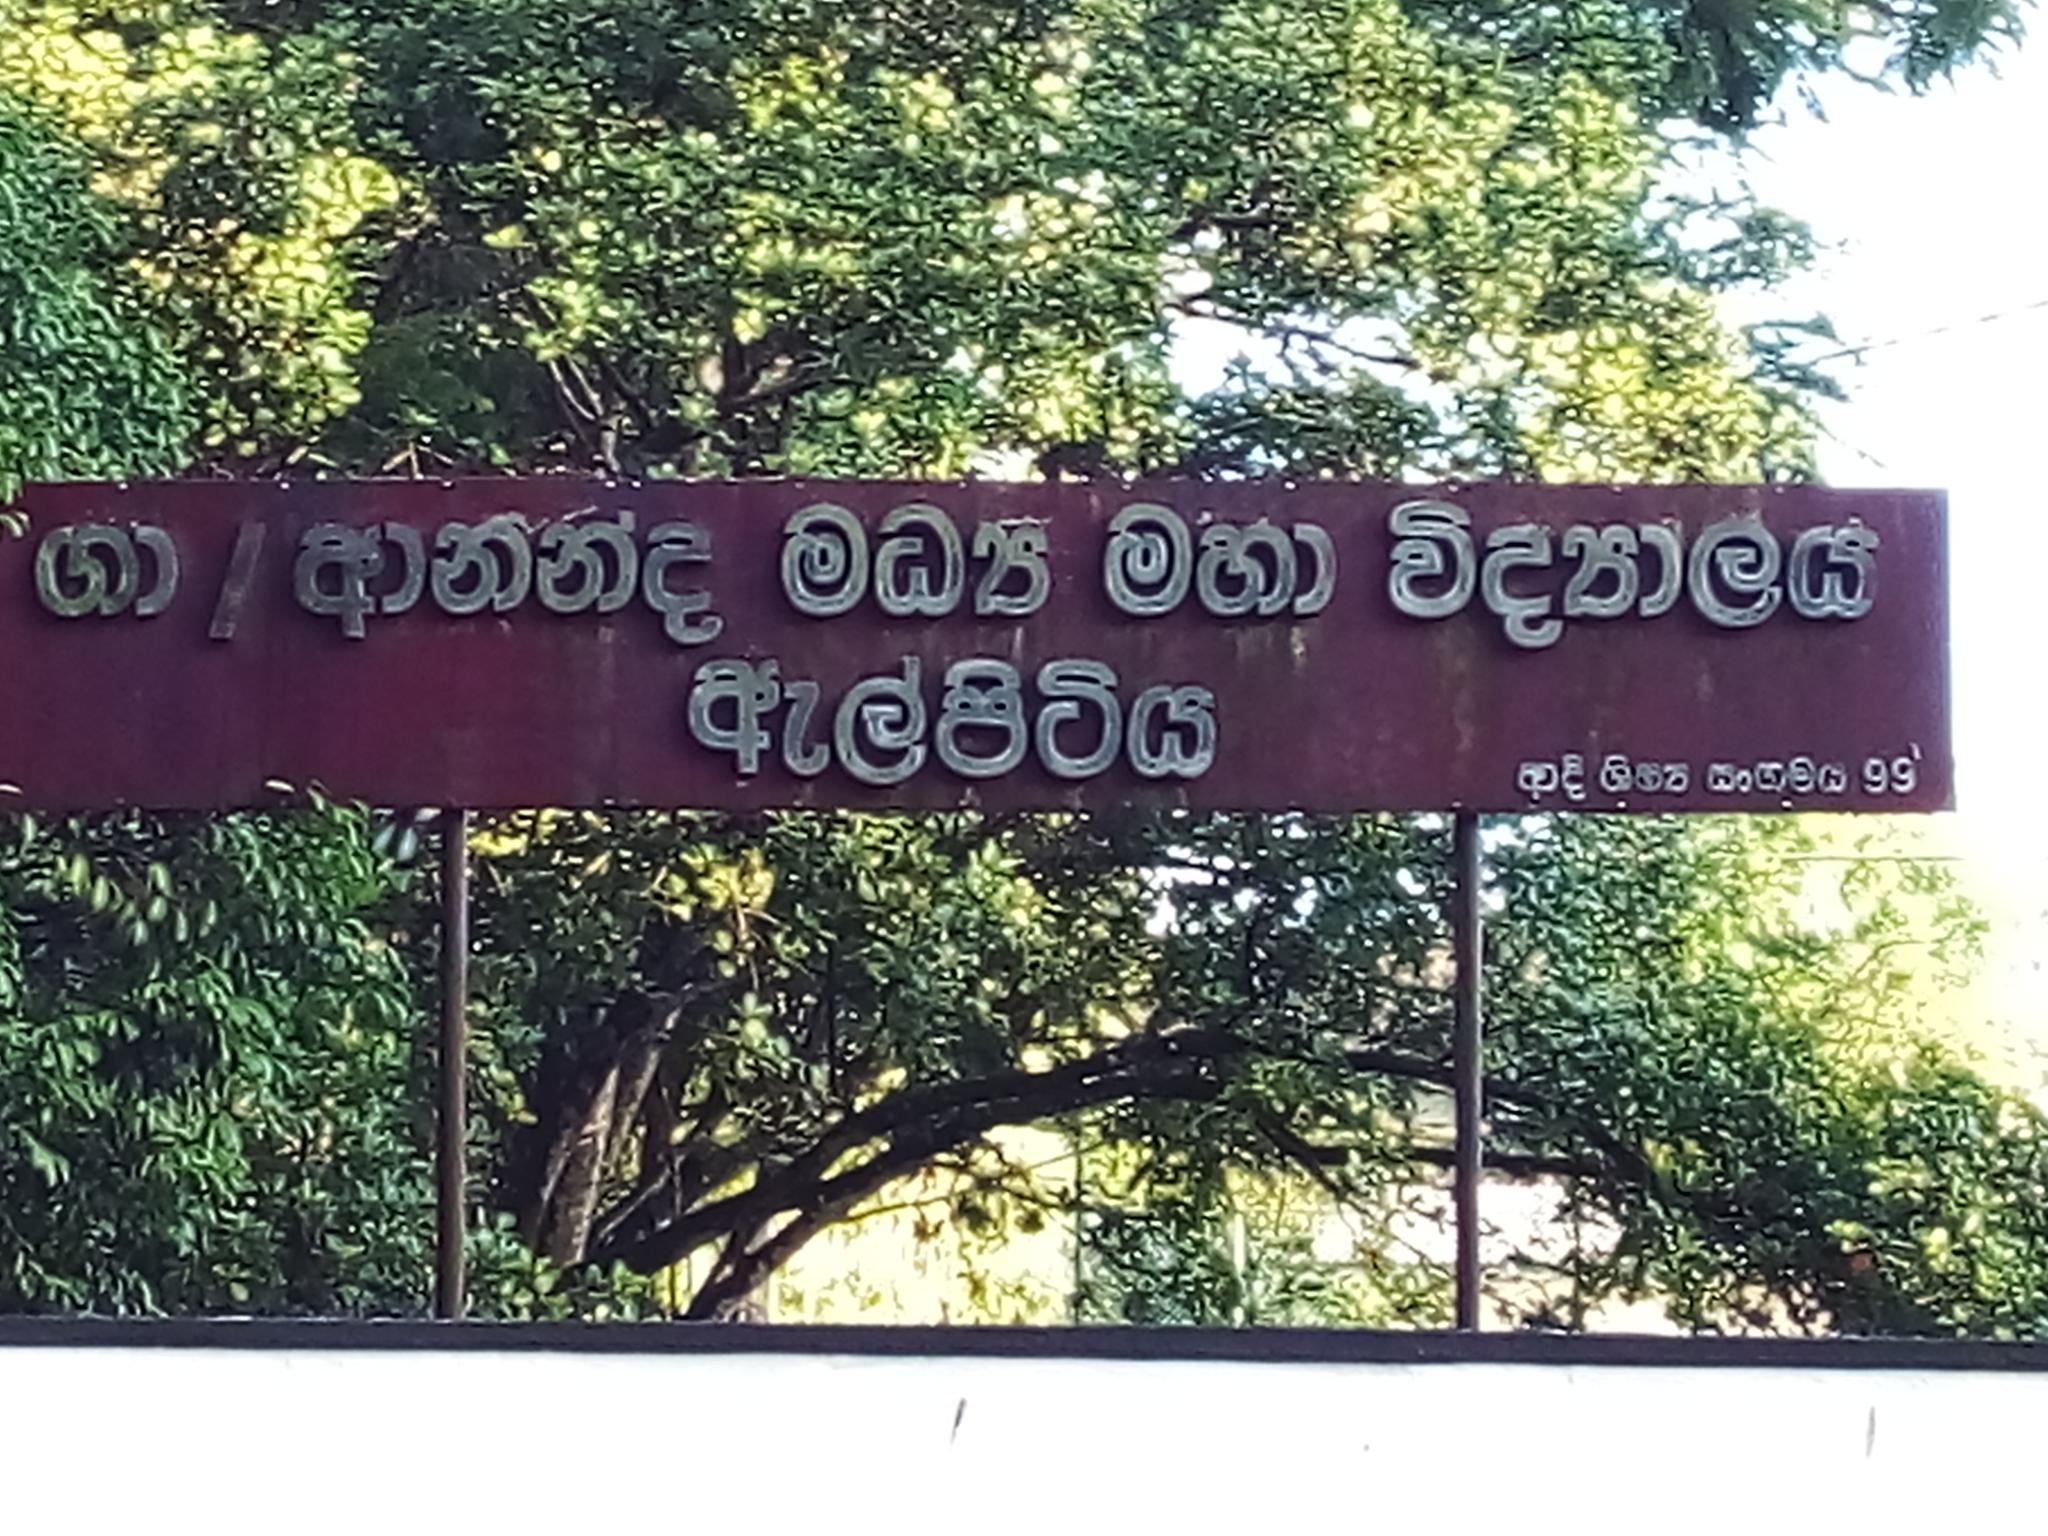 ගා / ආනන්ද මධ්‍ය මහා විද්‍යාලය
ඇල්පිටිය
ආදි ශිෂ්‍ය සංගමය 99'